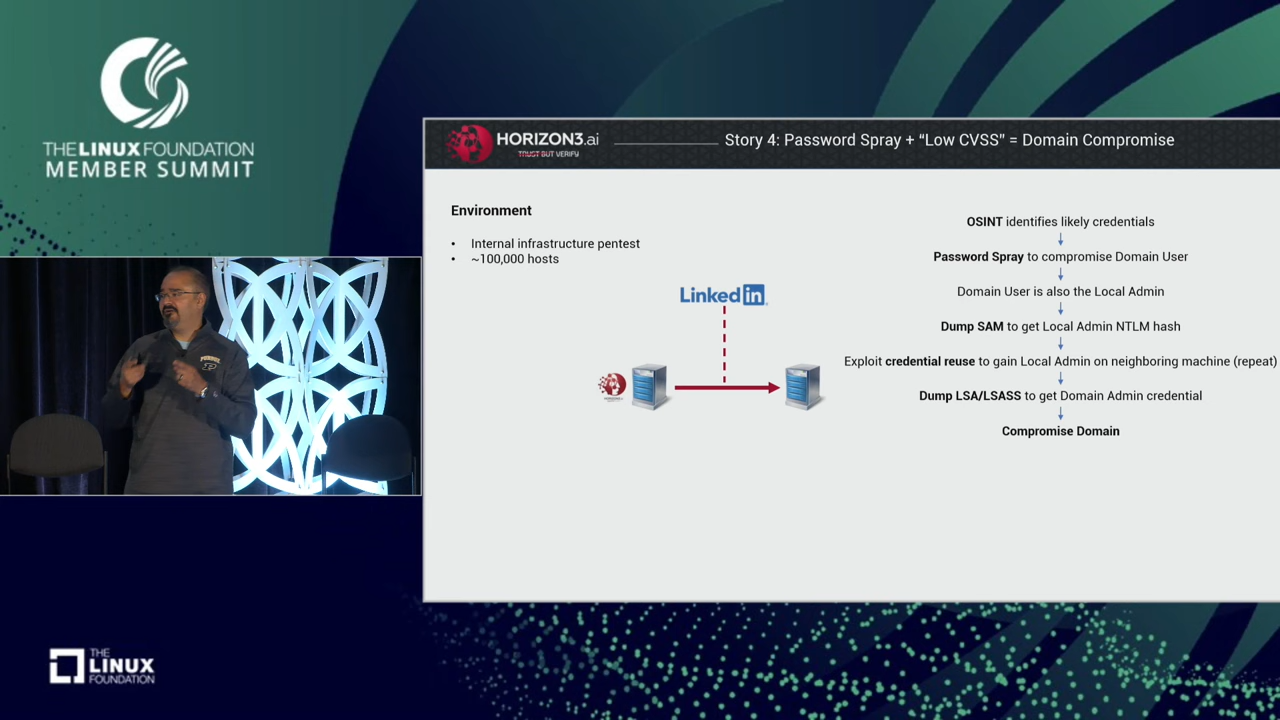 THE LINUX FOUNDATION
MEMBER SUMMIT
HORIZON3.ai
TRUST BUT VERIFY
Story 4: Password Spray + “Low CVSS” = Domain Compromise
Environment
• Internal infrastructure pentest
• ~100,000 hosts
LinkedIn
OSINT identifies likely credentials
Password Spray to compromise Domain User
Domain User is also the Local Admin
Dump SAM to get Local Admin NTLM hash
Exploit credential reuse to gain Local Admin on neighboring machine (repeat)
Dump LSA/LSASS to get Domain Admin credential
Compromise Domain
PURDUE
THE
LINUX
FOUNDATION